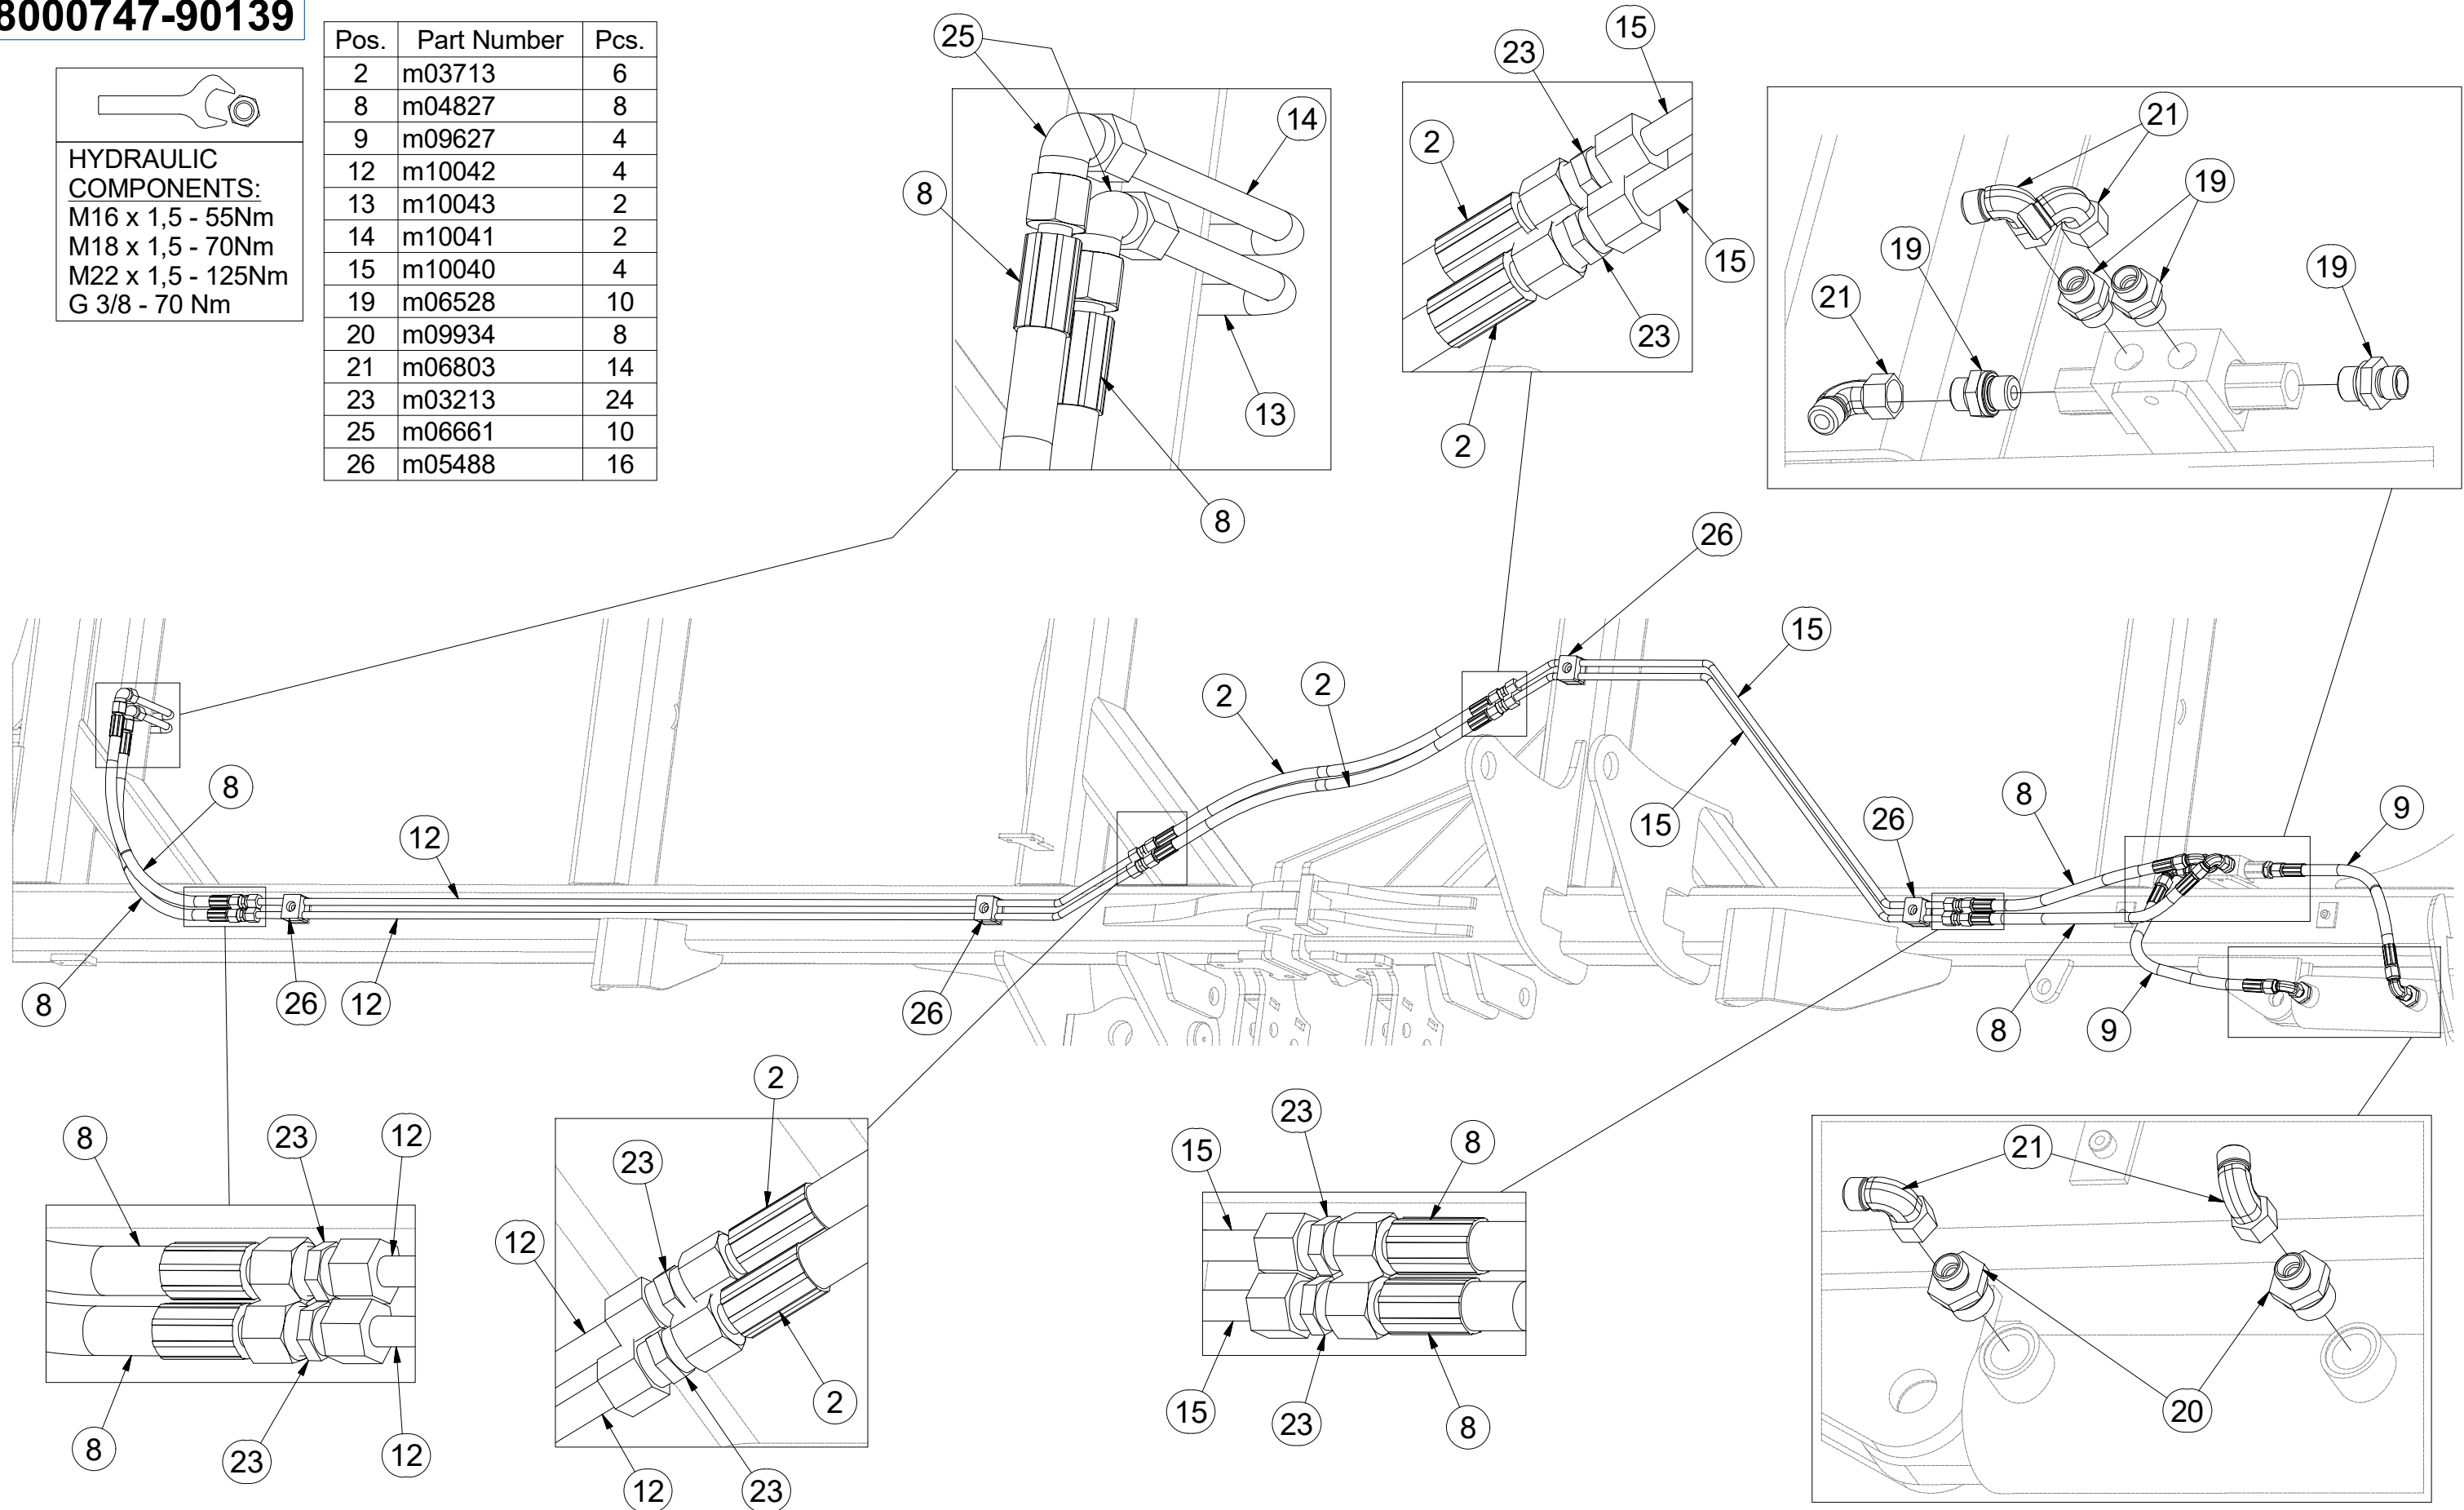 8000747-90139
HYDRAULIC
COMPONENTS:
M16 x 1,5 - 55Nm
M18 x 1,5 - 70Nm
M22 x 1,5 - 125Nm
G 3/8 - 70 Nm
Pos. Part Number Pcs.
2 m03713 6
8 m04827 8
9 m09627 4
12 m10042 4
13 m10043 2
14 m10041 2
15 m10040 4
19 m06528 10
20 m09934 8
21 m06803 14
23 m03213 24
25 m06661 10
26 m05488 16
25
14
8
13
8
15
23
2
15
23
2
21
19
19
21
19
26
15
2
2
15
8
12
8
26
9
8
26
12
26
8
9
8
23
12
8
23
12
2
23
12
2
12
23
23
8
15
15
23
8
21
20